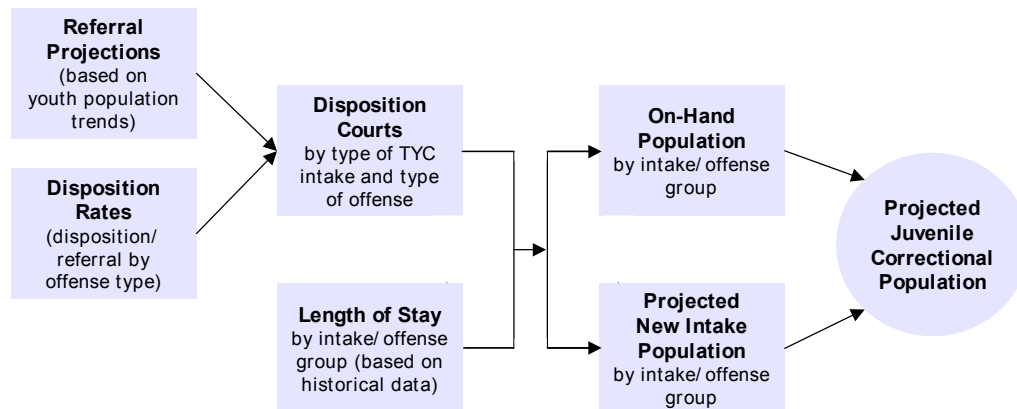 Referral
Projections
(based on
youth population
trends)
Disposition
Rates
(disposition/
referral by
offense type)
Disposition
Courts
by type of TYC
intake and type
of offense
Length of Stay
by intake/ offense
group (based on
historical data)
On-Hand
Population
by intake/ offense
group
Projected
New Intake
Population
by intake/ offense
group
Projected
Juvenile
Correctional
Population